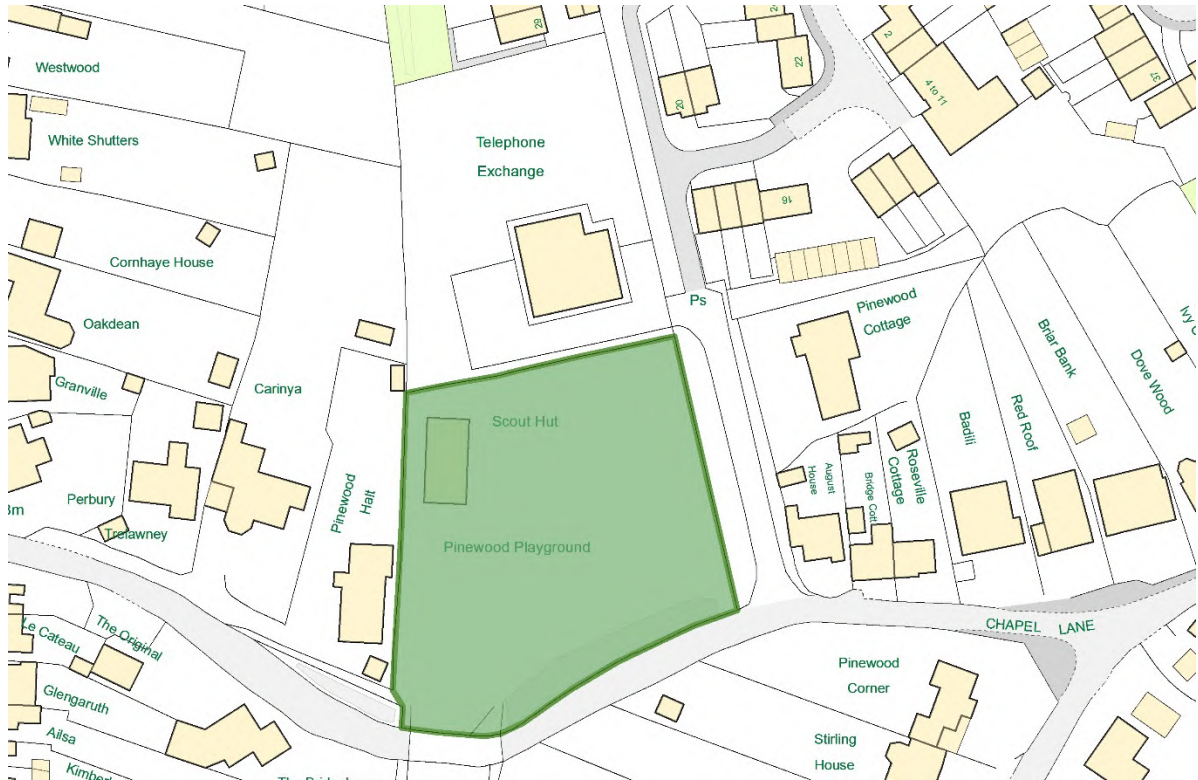 Westwood
White Shutters
Cornhaye House
Oakdean
Granville
Carinya
Perbury
Trelawney
Pinewood
Halt
Telephone
Exchange
Scout Hut
Pinewood Playground
29
20
22
2
4 to 11
37
16
Ps
Pinewood
Cottage
August
House
Bridge Cott
Roseville
Cottage
Badili
Red Roof
Briar Bank
Dove Wood
Ivy
CHAPEL LANE
Pinewood
Corner
Stirling
House
Le Cateau
The Original
Glengaruth
Ailsa